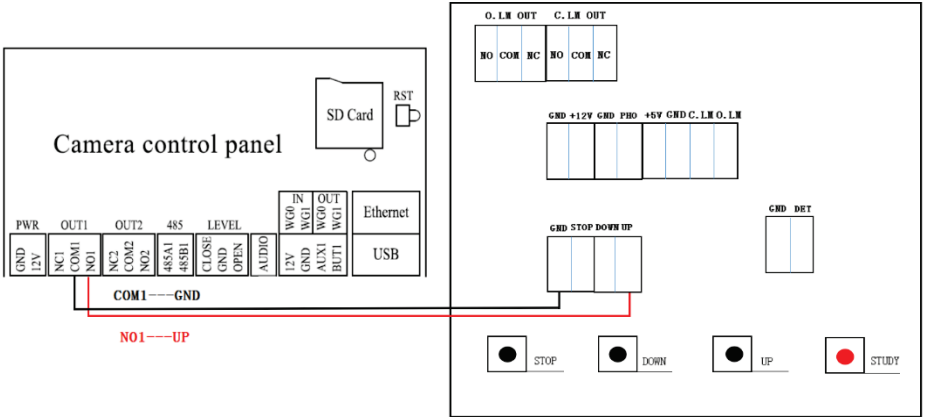 O.LM OUT C.LM OUT
NO COM NC NO COM NC
RST
SD Card
Camera control panel
GND +12V GND PHO +5V GND C.LM O.LM
IN OUT
WG0 WG1 WG0 WG1
Ethernet
PWR OUT1 OUT2 485 LEVEL
GND 12V NC1 COM1 NO1 NC2 COM2 NO2 485A1 485B1 CLOSE GND OPEN AUDIO 12V GND AUX1 BUT1 USB
GND DET
GND STOP DOWN UP
COM1---GND
NO1---UP
STOP DOWN UP STUDY